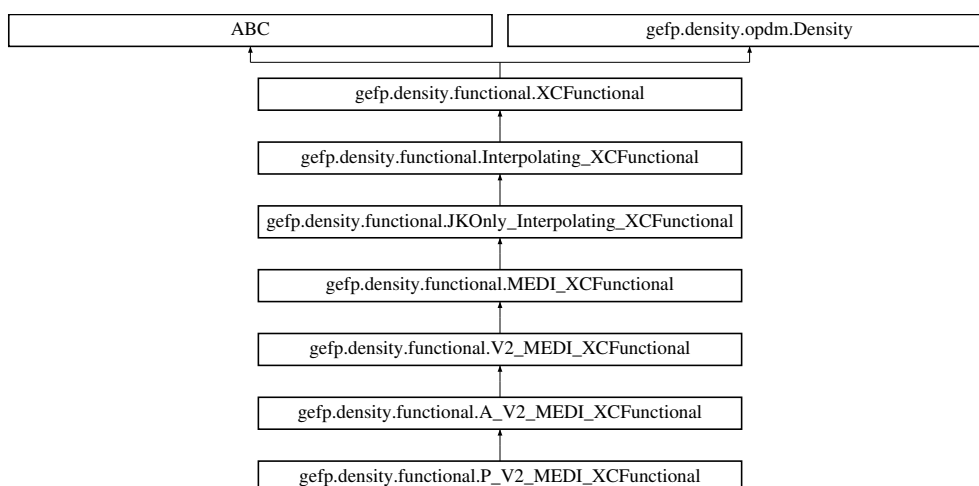 ABC
gefp.density.opdm.Density
gefp.density.functional.XCFunctional
gefp.density.functional.Interpolating_XCFunctional
gefp.density.functional.JKOnly_Interpolating_XCFunctional
gefp.density.functional.MEDI_XCFunctional
gefp.density.functional.V2_MEDI_XCFunctional
gefp.density.functional.A_V2_MEDI_XCFunctional
gefp.density.functional.P_V2_MEDI_XCFunctional